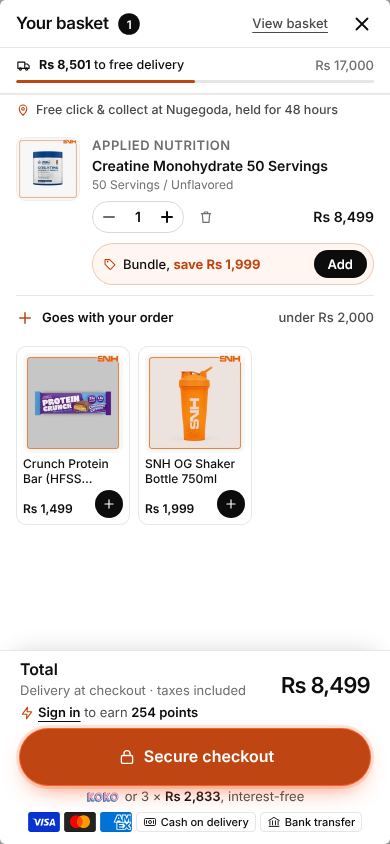 Your basket 1 View basket
Rs 8,501 to free delivery Rs 17,000
Free click & collect at Nugegoda, held for 48 hours
SNH
CREATINE
APPLIED NUTRITION
Creatine Monohydrate 50 Servings
50 Servings / Unflavored
1 Rs 8,499
Bundle, save Rs 1,999 Add
Goes with your order under Rs 2,000
SNH
PROTEIN CRUNCH
SNH
SNH
Crunch Protein
Bar (HFSS...
Rs 1,499
SNH OG Shaker
Bottle 750ml
Rs 1,999
Total
Delivery at checkout · taxes included
Rs 8,499
Sign in to earn 254 points
Secure checkout
KOKO or 3 × Rs 2,833, interest-free
VISA AMEX Cash on delivery Bank transfer